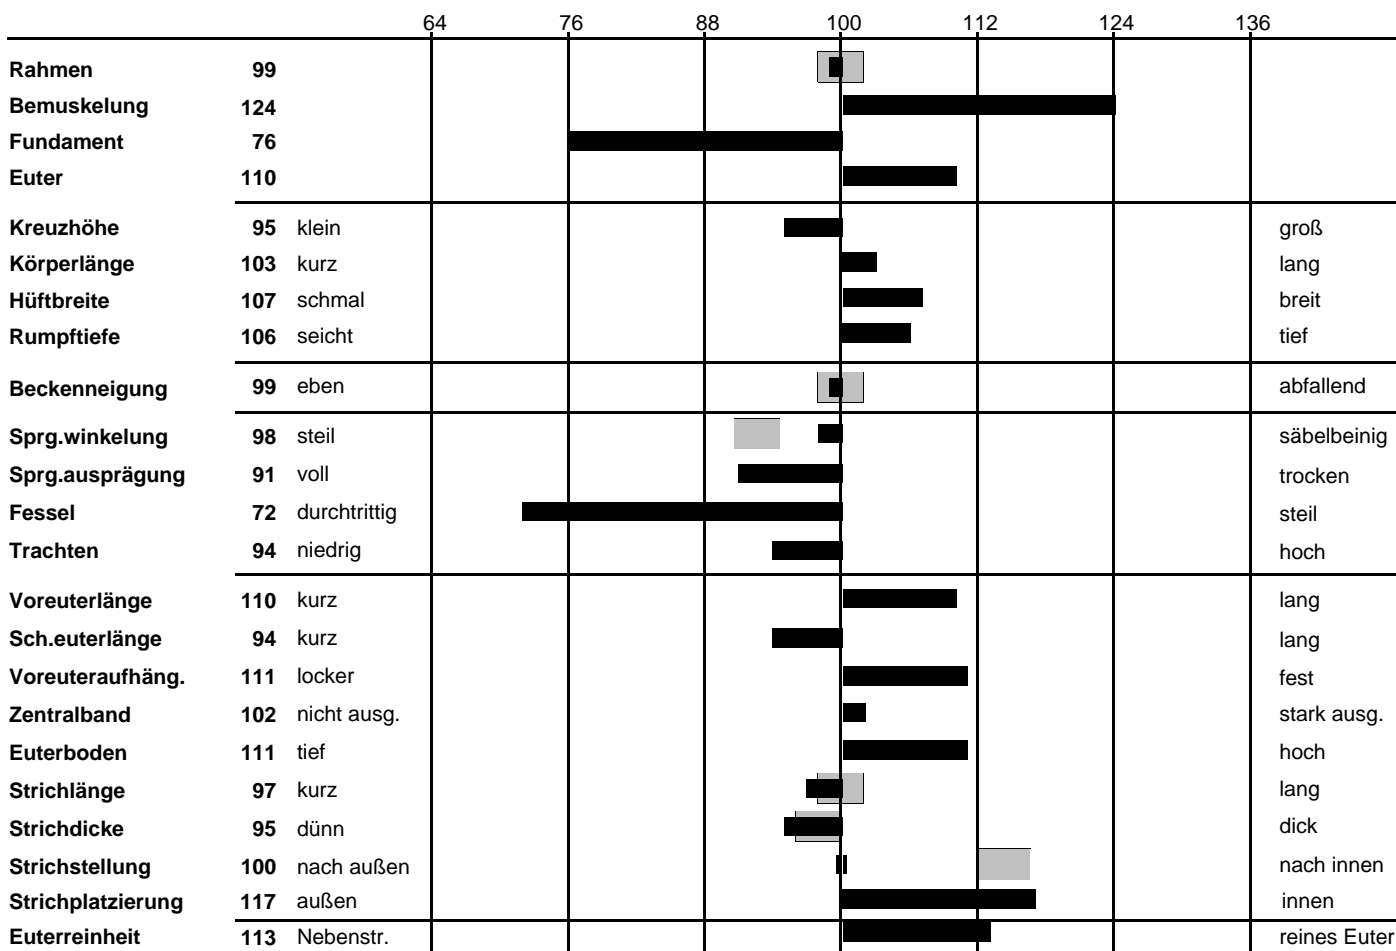 64 76 88 100 112 124 136
Rahmen 99
Bemuskelung 124
Fundament 76
Euter 110
Kreuzhöhe 95 klein groß
Körperlänge 103 kurz lang
Hüftbreite 107 schmal breit
Rumpftiefe 106 seicht tief
Beckenneigung 99 eben abfallend
Sprg.winkelung 98 steil säbelbeinig
Sprg.ausprägung 91 voll trocken
Fessel 72 durchtrittig steil
Trachten 94 niedrig hoch
Voreuterlänge 110 kurz lang
Sch.euterlänge 94 kurz lang
Voreuteraufhäng. 111 locker fest
Zentralband 102 nicht ausg. stark ausg.
Euterboden 111 tief hoch
Strichlänge 97 kurz lang
Strichdicke 95 dünn dick
Strichstellung 100 nach außen nach innen
Strichplatzierung 117 außen innen
Euterreinheit 113 Nebenstr. reines Euter